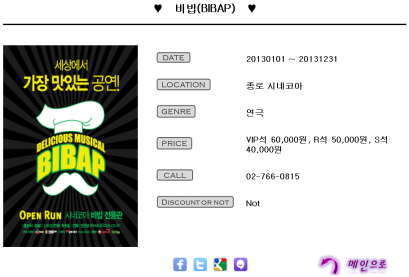 ♥ 비밥(BIBAP) ♥
세상에서
가장 맛있는 공연!
DELICIOUS MUSICAL
BIBAP
OPEN RUN 시네코아 비밥 전용관
DATE 20130101 ~ 20131231
LOCATION 종로 시네코아
GENRE 연극
PRICE VIP석 60,000원, R석 50,000원, S석
40,000원
CALL 02-766-0815
DISCOUNT OR NOT Not
메인으로